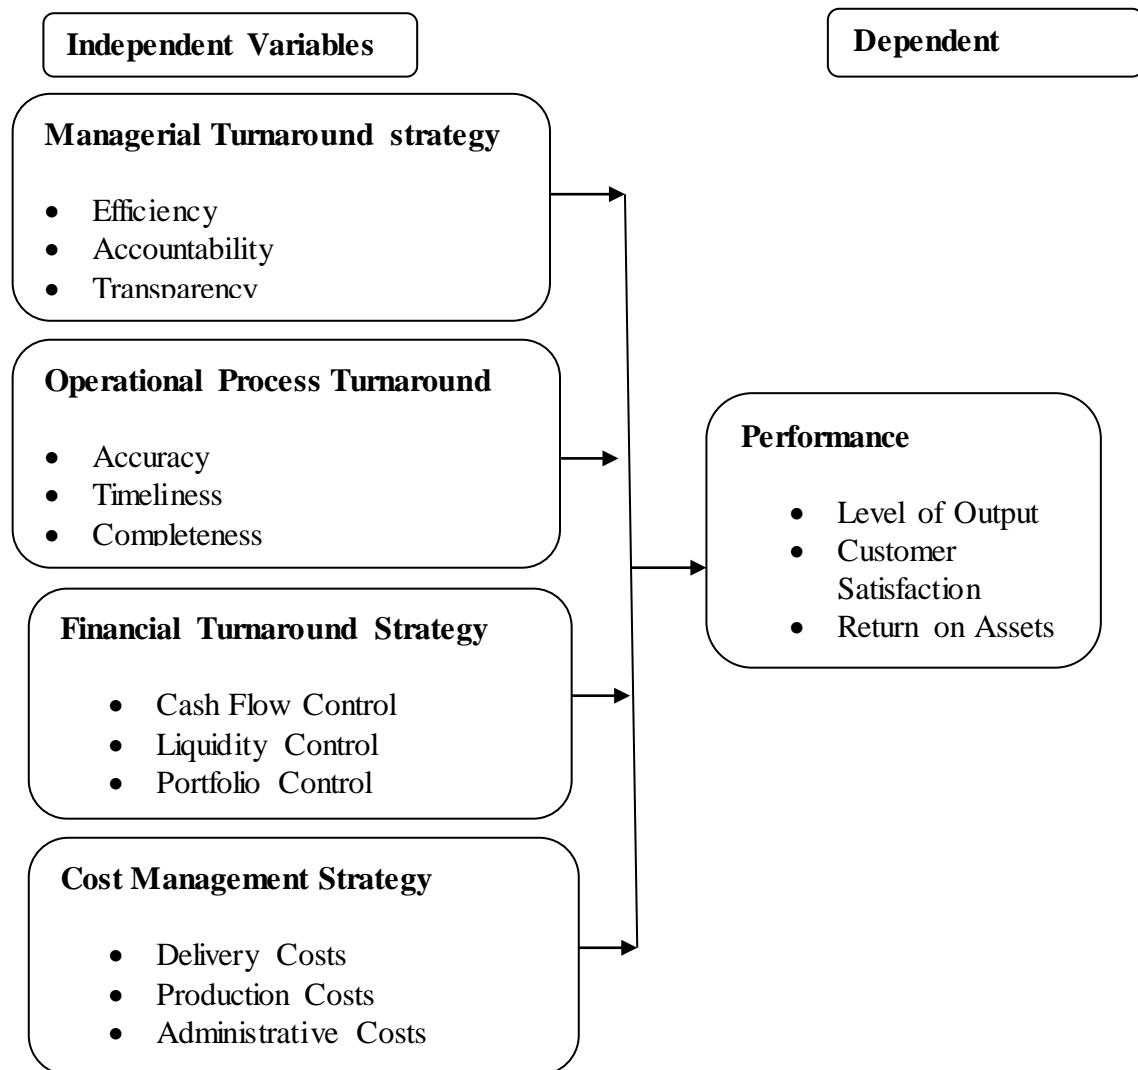 Independent Variables
Dependent
Managerial Turnaround strategy
• Efficiency
• Accountability
• Transparency
Operational Process Turnaround
• Accuracy
• Timeliness
• Completeness
Financial Turnaround Strategy
• Cash Flow Control
• Liquidity Control
• Portfolio Control
Cost Management Strategy
• Delivery Costs
• Production Costs
• Administrative Costs
Performance
• Level of Output
• Customer
Satisfaction
• Return on Assets